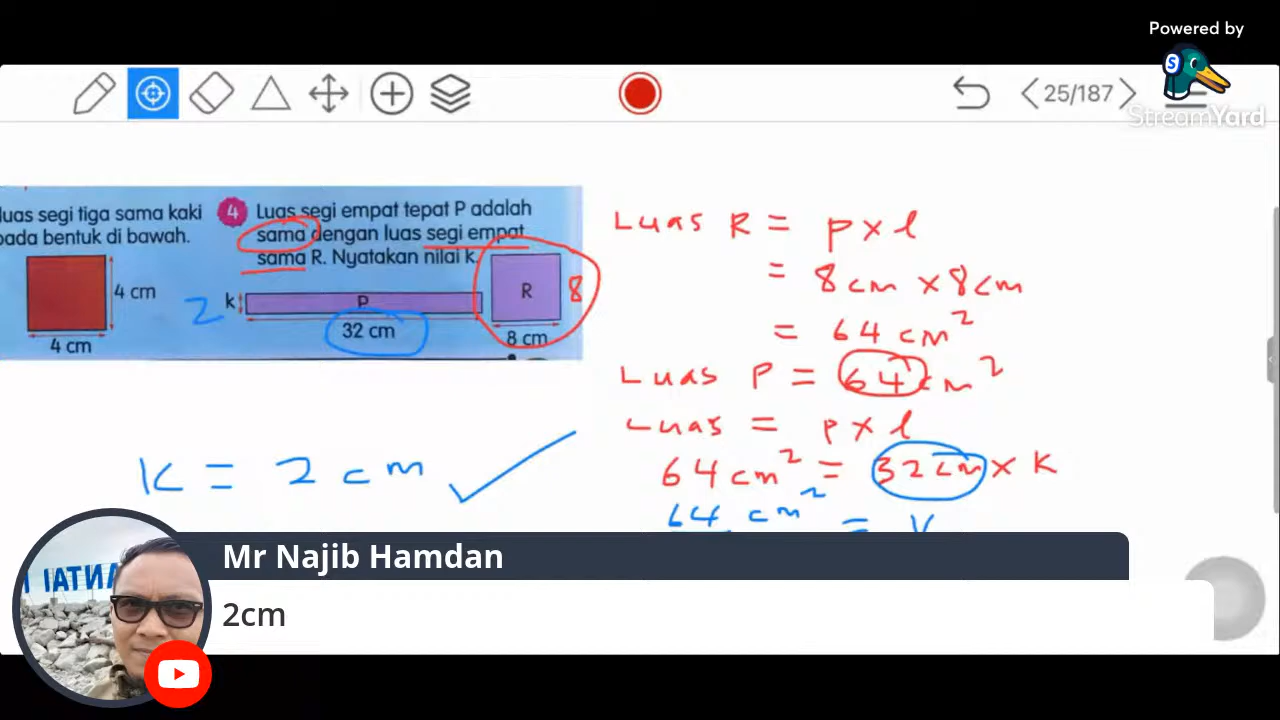 Powered by
S
25/187
StreamYard
luas segi tiga sama kaki
pada bentuk di bawah.
4 cm
4 cm
4 Luas segi empat tepat P adalah
sama dengan luas segi empat
sama R. Nyatakan nilai k.
2 k P
32 cm
R 8
8 cm
Luas R = p x l
= 8 cm x 8 cm
= 64 cm²
Luas P = 64 cm²
Luas = p x l
64 cm² = 32 cm x K
64 cm² = K
K = 2 cm ✓
ANTAI
Mr Najib Hamdan
2cm